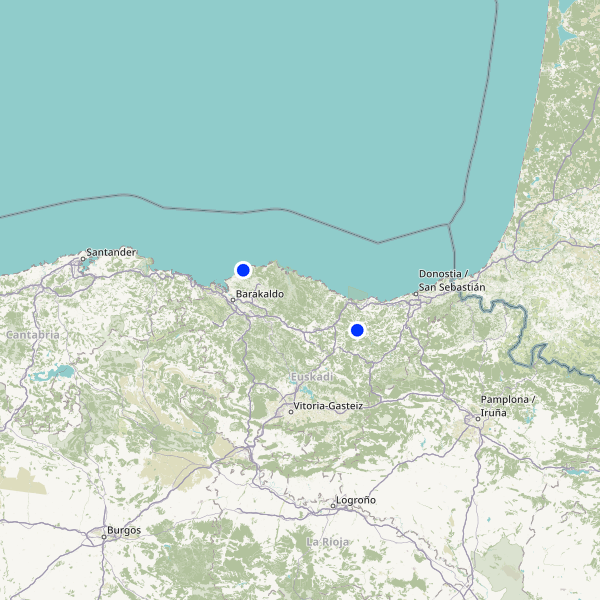 Santander
Donostia /
San Sebastián
Barakaldo
Cantabria
Euskadi
Vitoria-Gasteiz
Pamplona /
Iruña
Logroño
Burgos
La Rioja